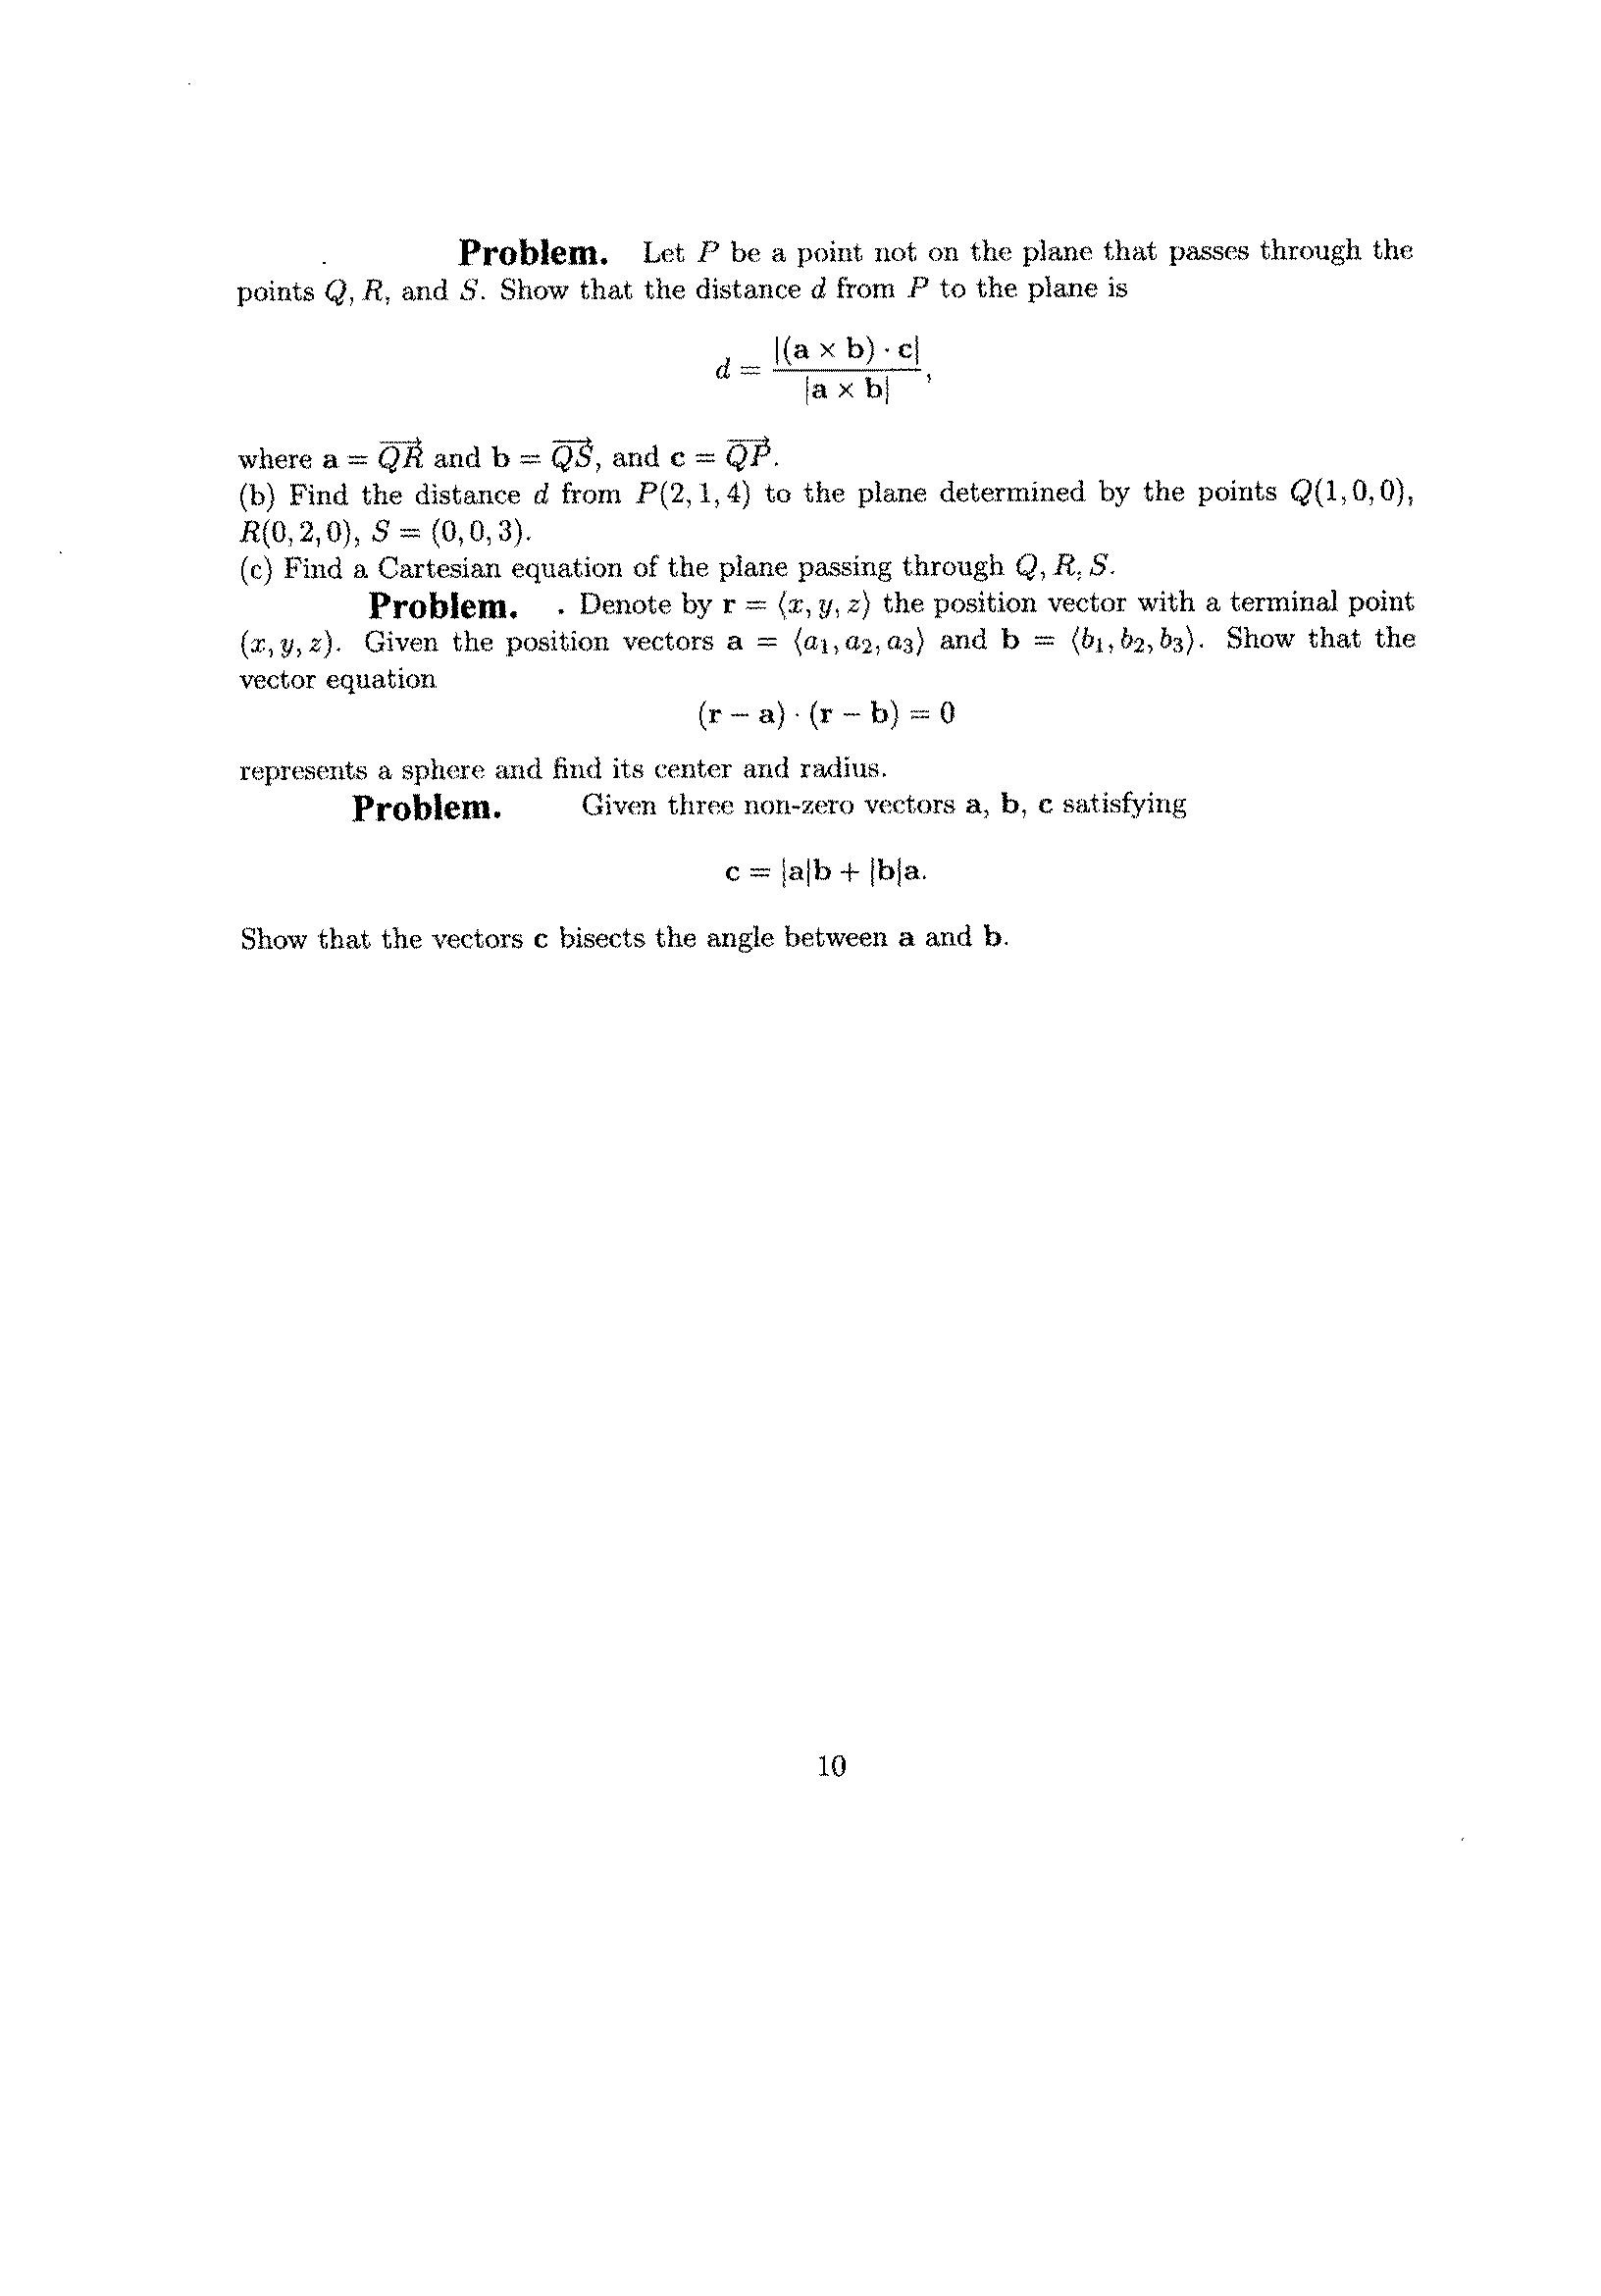 Problem. Let P be a point not on the plane that passes through the
points Q, R, and S. Show that the distance d from P to the plane is
d = |(a × b) · c| / |a × b| ,
where a = \overrightarrow{QR} and b = \overrightarrow{QS}, and c = \overrightarrow{QP}.
(b) Find the distance d from P(2, 1, 4) to the plane determined by the points Q(1, 0, 0),
R(0, 2, 0), S = (0, 0, 3).
(c) Find a Cartesian equation of the plane passing through Q, R, S.
Problem. . Denote by r = ⟨x, y, z⟩ the position vector with a terminal point
(x, y, z). Given the position vectors a = ⟨a₁, a₂, a₃⟩ and b = ⟨b₁, b₂, b₃⟩. Show that the
vector equation
(r − a) · (r − b) = 0
represents a sphere and find its center and radius.
Problem. Given three non-zero vectors a, b, c satisfying
c = |a|b + |b|a.
Show that the vectors c bisects the angle between a and b.
10